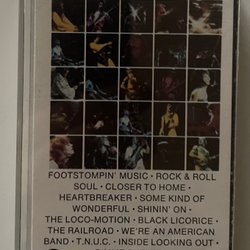 FOOTSTOMPIN' MUSIC · ROCK & ROLL
SOUL · CLOSER TO HOME ·
HEARTBREAKER · SOME KIND OF
WONDERFUL · SHININ' ON ·
THE LOCO-MOTION · BLACK LICORICE ·
THE RAILROAD · WE'RE AN AMERICAN
BAND · T.N.U.C. · INSIDE LOOKING OUT ·